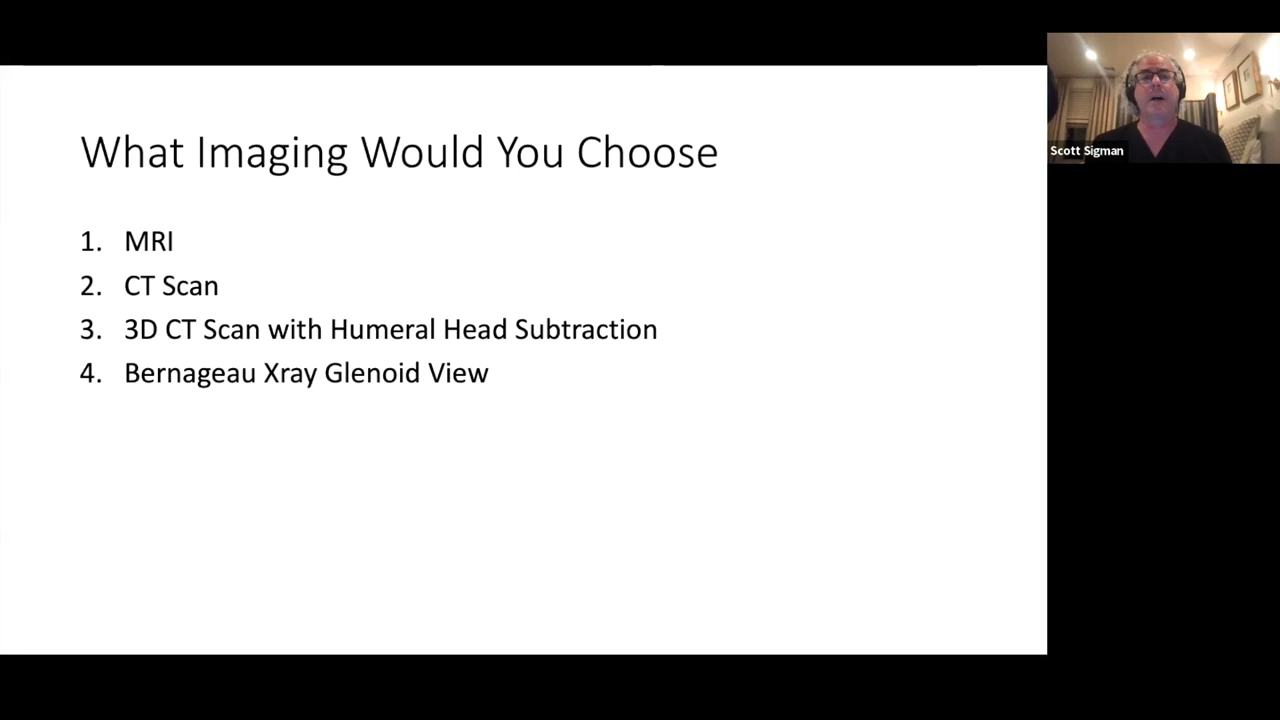 What Imaging Would You Choose
1. MRI
2. CT Scan
3. 3D CT Scan with Humeral Head Subtraction
4. Bernageau Xray Glenoid View
Scott Sigman